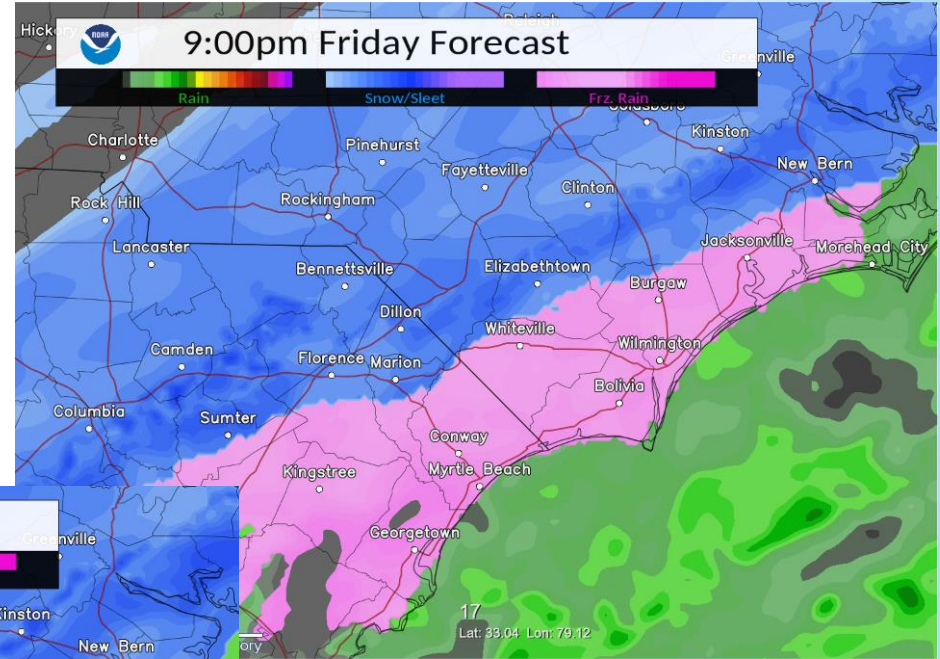 Hickory
Raleigh
NOAA
9:00pm Friday Forecast
Greenville
Rain
Snow/Sleet
Frz. Rain
Goldsboro
Charlotte
Pinehurst
Kinston
Fayetteville
New Bern
Rock Hill
Rockingham
Clinton
Lancaster
Jacksonville
Morehead City
Bennettsville
Elizabethtown
Burgaw
Dillon
Whiteville
Wilmington
Camden
Florence
Marion
Bolivia
Columbia
Sumter
Conway
Kingstree
Myrtle Beach
Georgetown
Greenville
17
Lat: 33.04 Lon: 79.12
Kinston
New Bern
ory